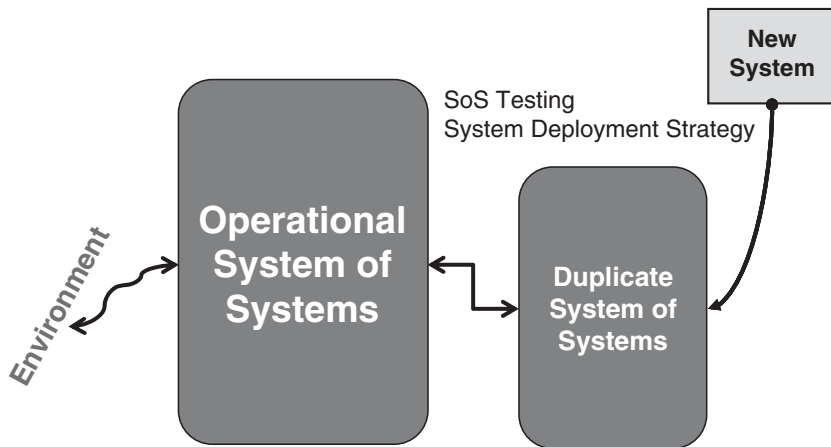 New
System
SoS Testing
System Deployment Strategy
Operational
System of
Systems
Duplicate
System of
Systems
Environment